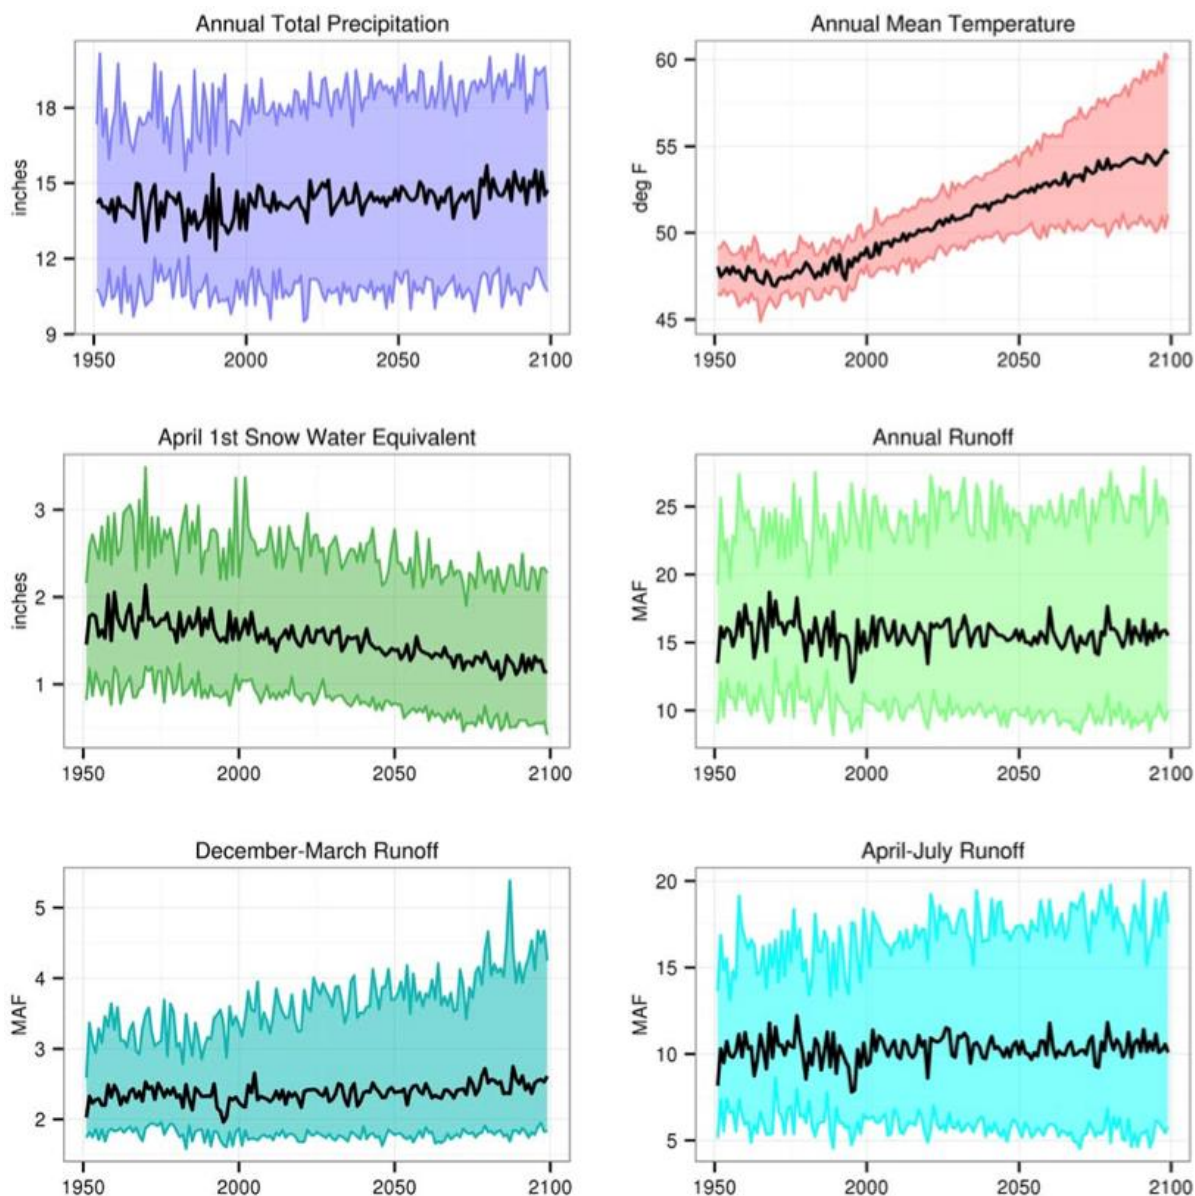 Annual Total Precipitation
inches
18
15
12
9
1950 2000 2050 2100
Annual Mean Temperature
deg F
60
55
50
45
1950 2000 2050 2100
April 1st Snow Water Equivalent
inches
3
2
1
1950 2000 2050 2100
Annual Runoff
MAF
25
20
15
10
1950 2000 2050 2100
December-March Runoff
MAF
5
4
3
2
1950 2000 2050 2100
April-July Runoff
MAF
20
15
10
5
1950 2000 2050 2100